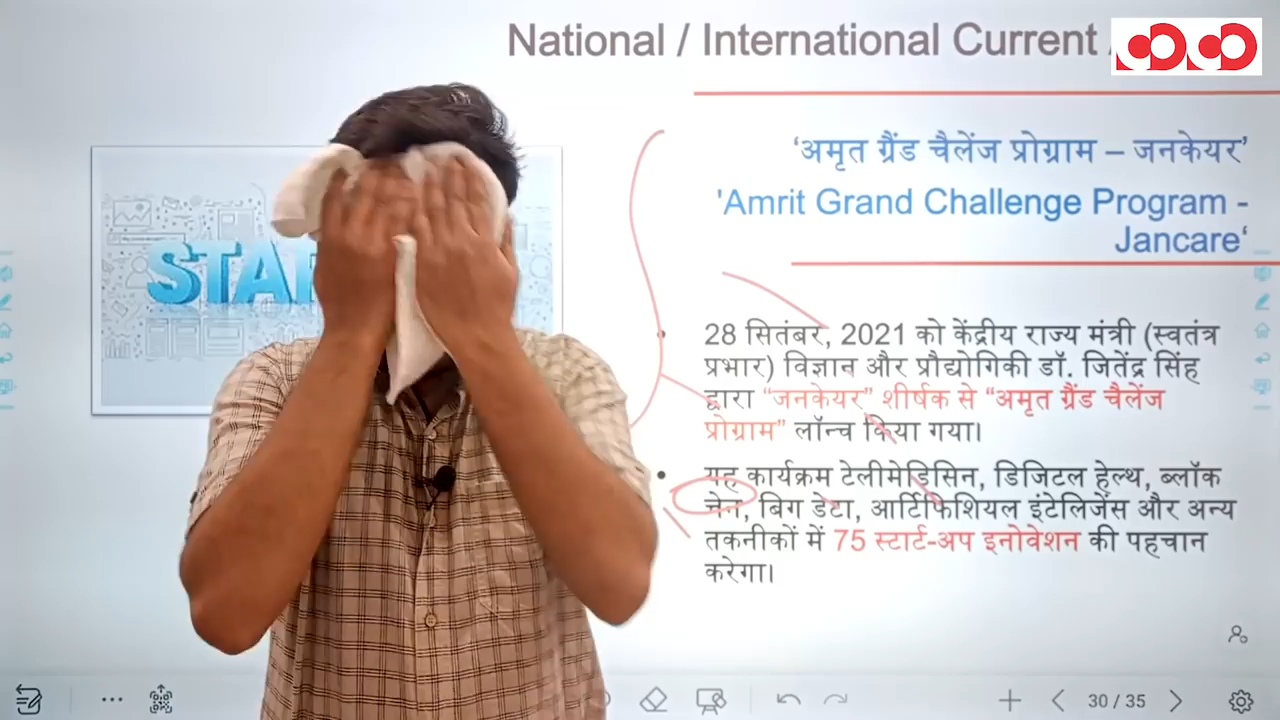 National / International Current
'अमृत ग्रैंड चैलेंज प्रोग्राम – जनकेयर'
'Amrit Grand Challenge Program -
Jancare'
28 सितंबर, 2021 को केंद्रीय राज्य मंत्री (स्वतंत्र
प्रभार) विज्ञान और प्रौद्योगिकी डॉ. जितेंद्र सिंह
द्वारा "जनकेयर" शीर्षक से "अमृत ग्रैंड चैलेंज
प्रोग्राम" लॉन्च किया गया।
यह कार्यक्रम टेलीमेडिसिन, डिजिटल हेल्थ, ब्लॉक
चेन, बिग डेटा, आर्टिफिशियल इंटेलिजेंस और अन्य
तकनीकों में 75 स्टार्ट-अप इनोवेशन की पहचान
करेगा।
30 / 35